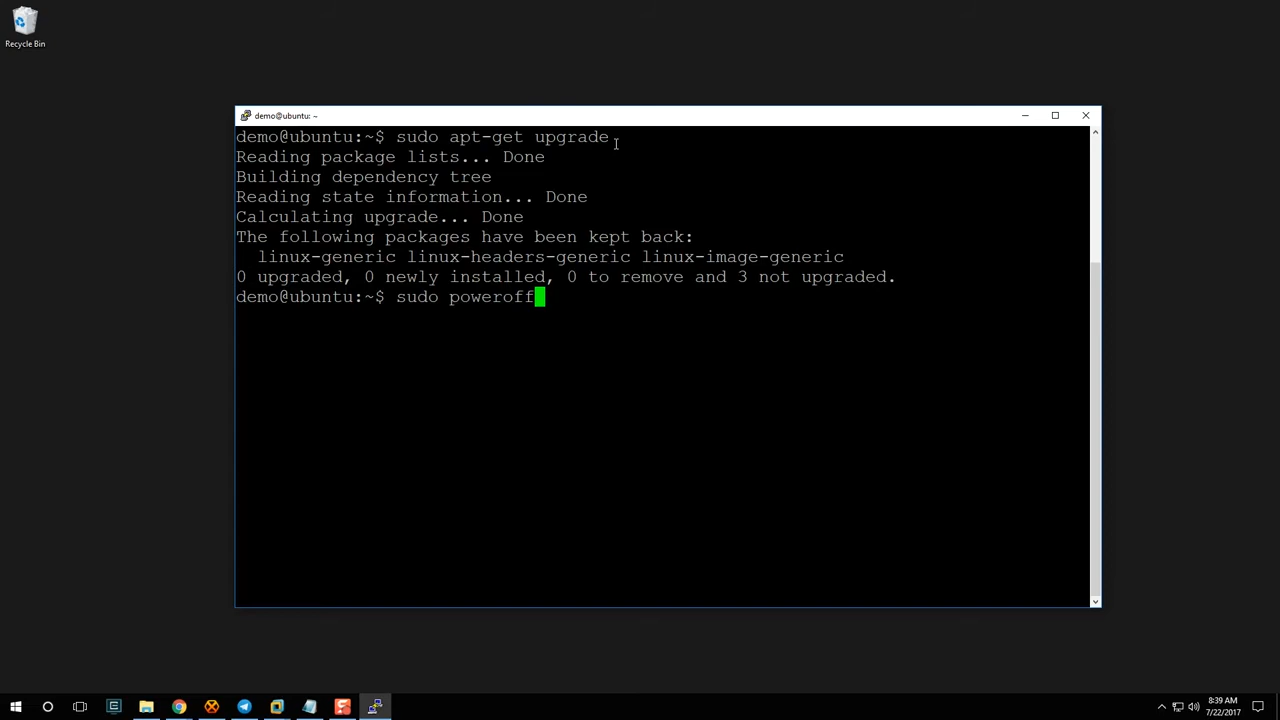 Recycle Bin
demo@ubuntu: ~
demo@ubuntu:~$ sudo apt-get upgrade
Reading package lists... Done
Building dependency tree
Reading state information... Done
Calculating upgrade... Done
The following packages have been kept back:
  linux-generic linux-headers-generic linux-image-generic
0 upgraded, 0 newly installed, 0 to remove and 3 not upgraded.
demo@ubuntu:~$ sudo poweroff
8:39 AM
7/22/2017